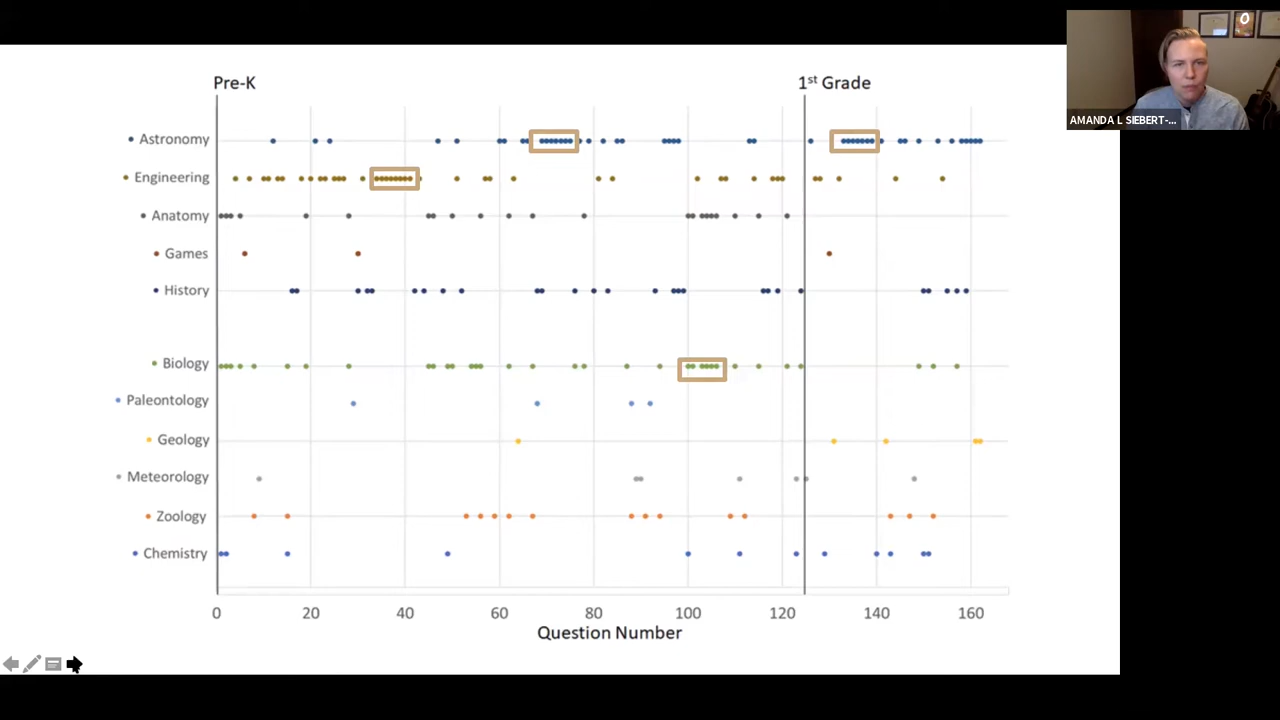 Pre-K
1st Grade
AMANDA L SIEBERT-...
Astronomy
Engineering
Anatomy
Games
History
Biology
Paleontology
Geology
Meteorology
Zoology
Chemistry
0 20 40 60 80 100 120 140 160
Question Number